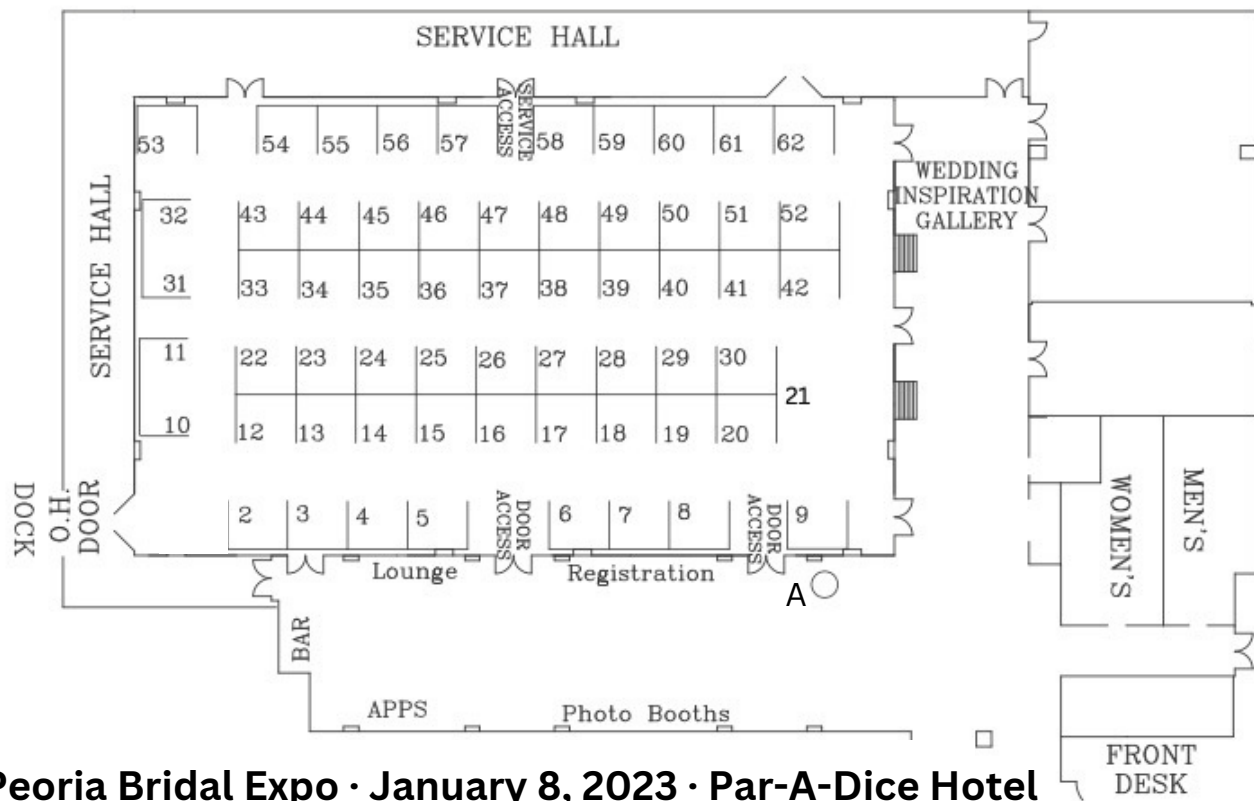 SERVICE HALL
SERVICE ACCESS
53 54 55 56 57 58 59 60 61 62
WEDDING
INSPIRATION
GALLERY
SERVICE HALL
32 43 44 45 46 47 48 49 50 51 52
31 33 34 35 36 37 38 39 40 41 42
11 22 23 24 25 26 27 28 29 30
21
10 12 13 14 15 16 17 18 19 20
DOCK
O.H.
DOOR
2 3 4 5
DOOR ACCESS
6 7 8
DOOR ACCESS
9
WOMEN'S
MEN'S
Lounge
Registration
A
BAR
APPS
Photo Booths
FRONT
DESK
Peoria Bridal Expo · January 8, 2023 · Par-A-Dice Hotel